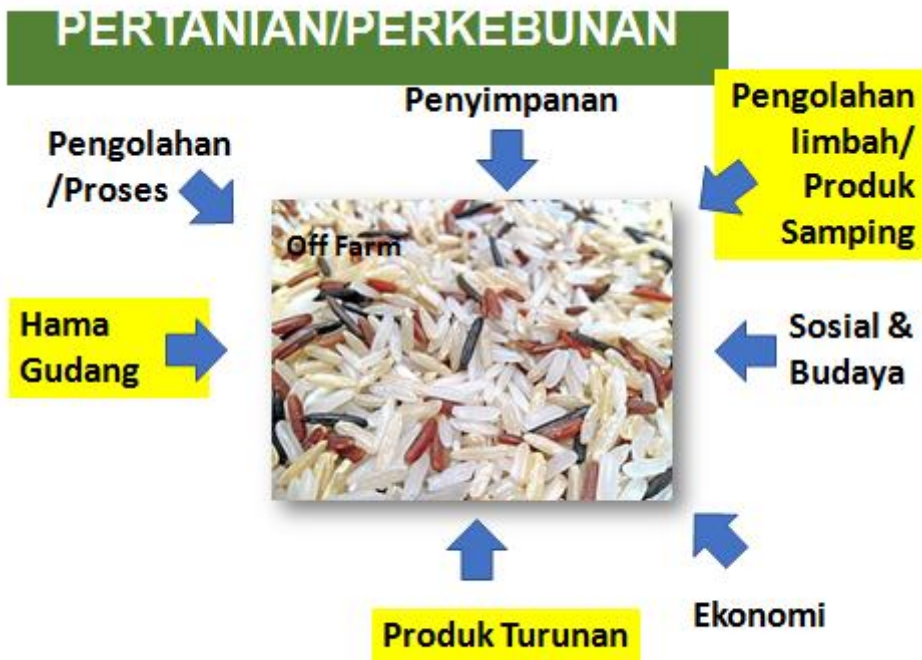 PERTANIAN/PERKEBUNAN
Penyimpanan
Pengolahan
limbah/
Produk
Samping
Pengolahan
/Proses
Off Farm
Hama
Gudang
Sosial &
Budaya
Produk Turunan
Ekonomi